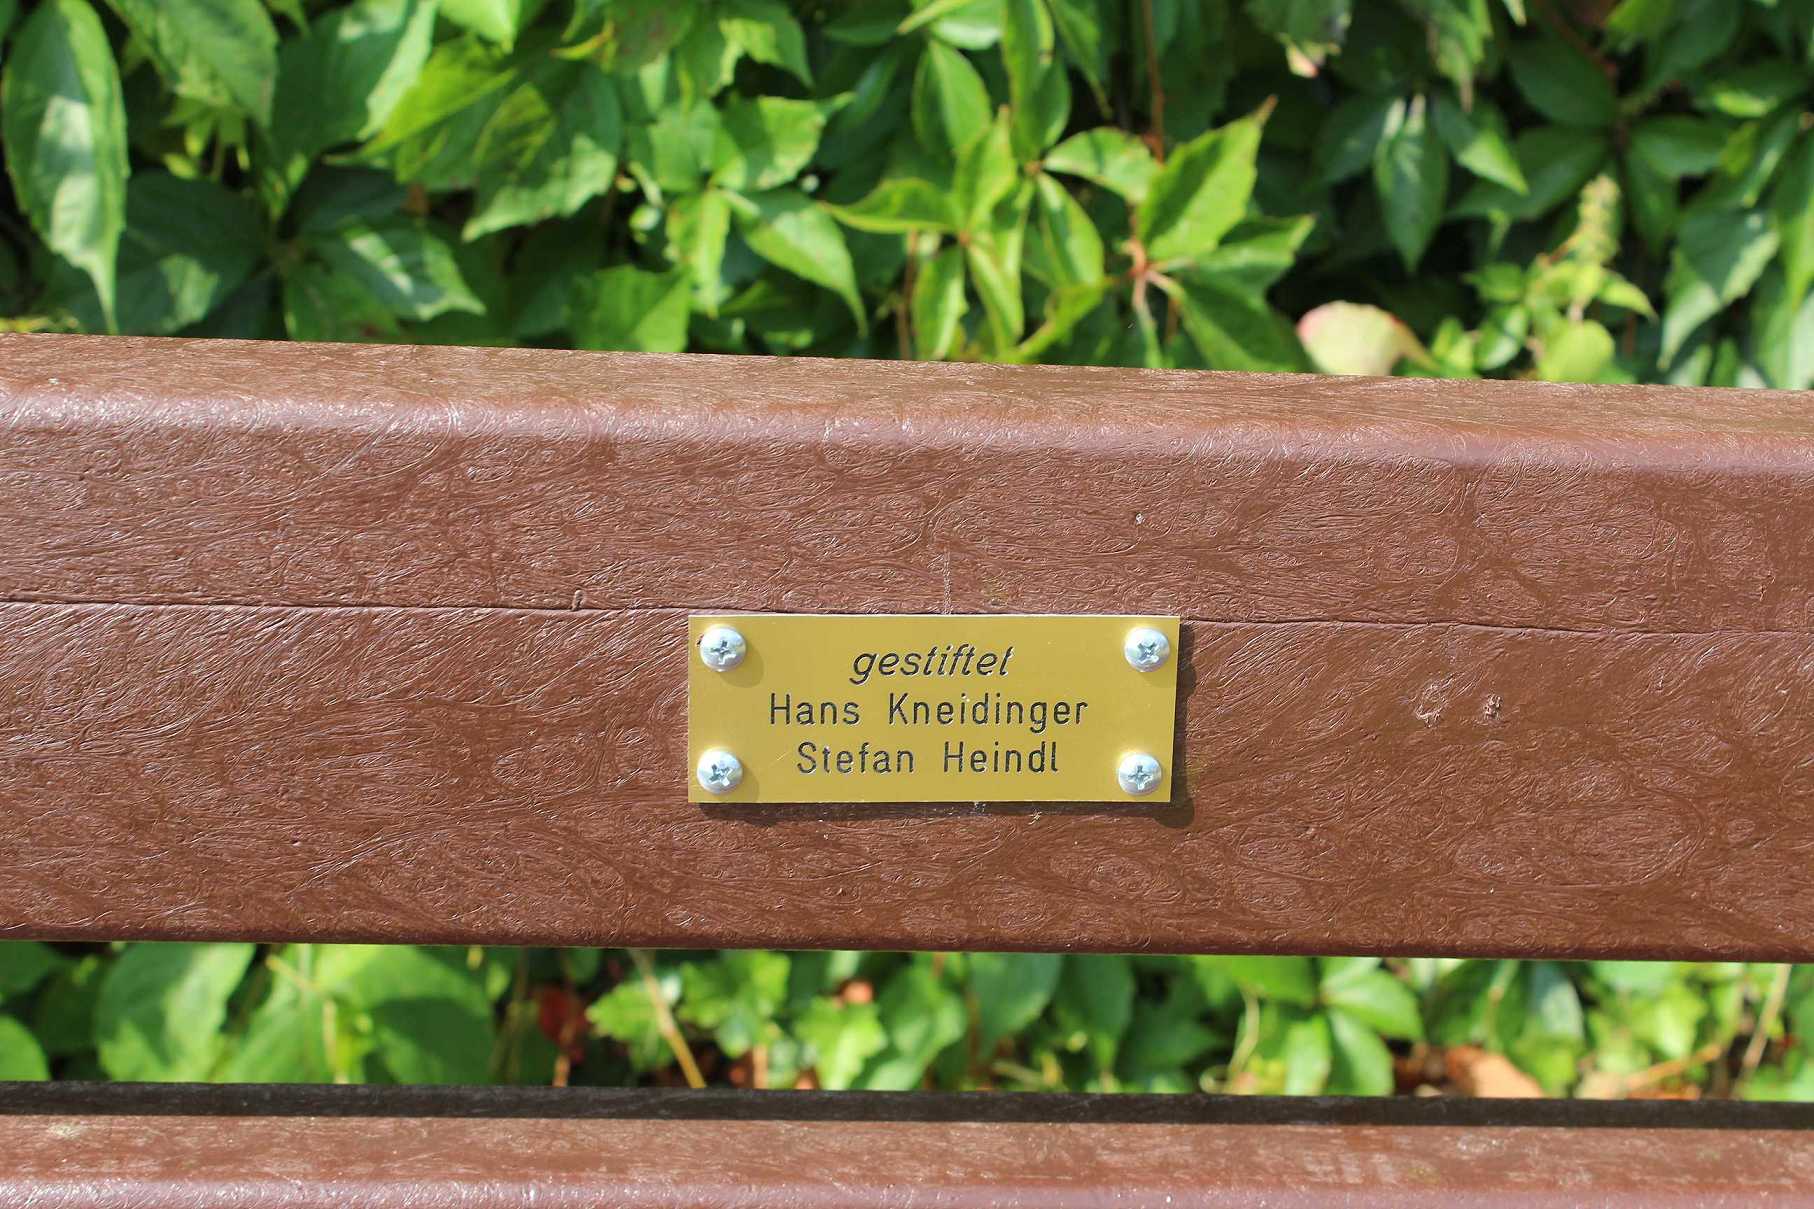 gestiftet
Hans Kneidinger
Stefan Heindl